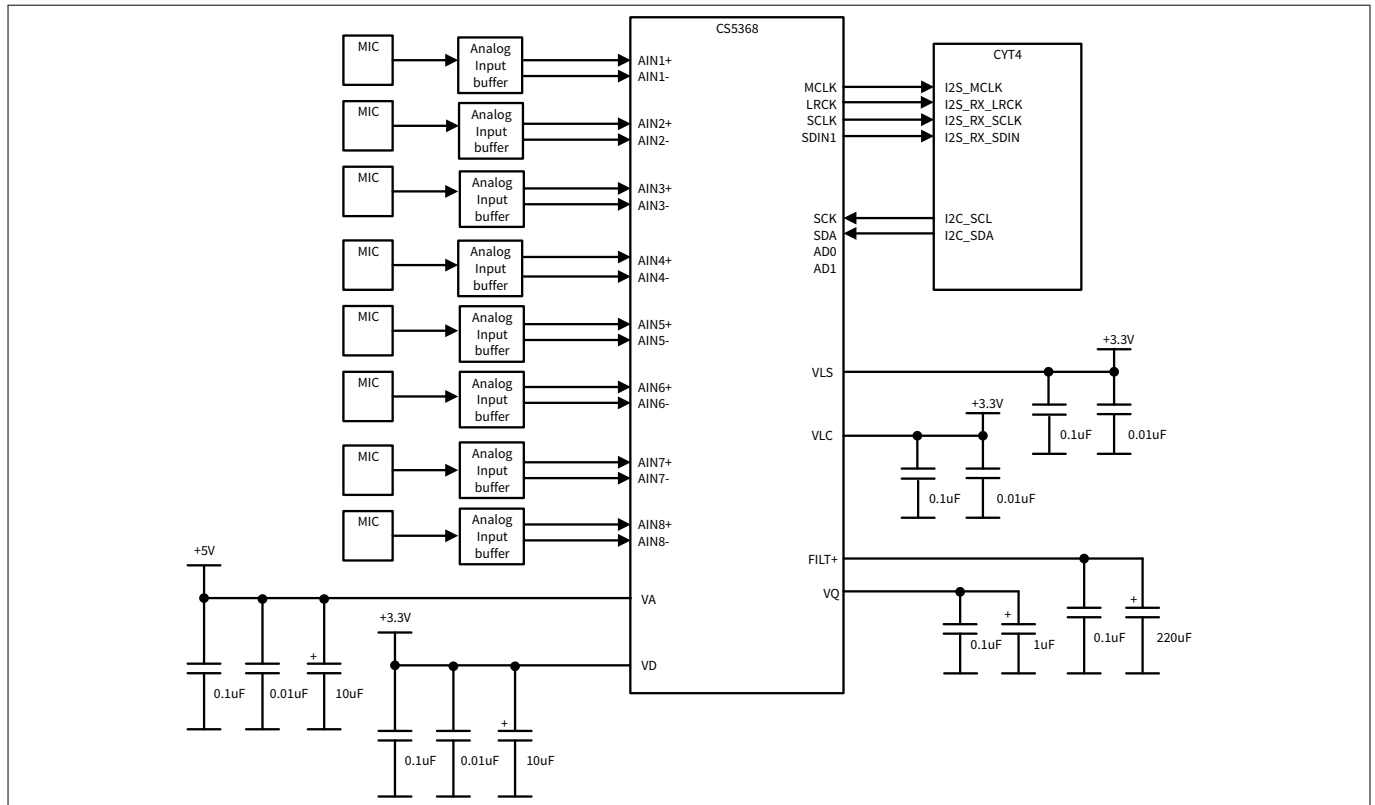 CS5368
MIC
Analog
Input
buffer
AIN1+
AIN1-
MIC
Analog
Input
buffer
AIN2+
AIN2-
MIC
Analog
Input
buffer
AIN3+
AIN3-
MIC
Analog
Input
buffer
AIN4+
AIN4-
MIC
Analog
Input
buffer
AIN5+
AIN5-
MIC
Analog
Input
buffer
AIN6+
AIN6-
MIC
Analog
Input
buffer
AIN7+
AIN7-
MIC
Analog
Input
buffer
AIN8+
AIN8-
CYT4
MCLK
I2S_MCLK
LRCK
I2S_RX_LRCK
SCLK
I2S_RX_SCLK
SDIN1
I2S_RX_SDIN
SCK
I2C_SCL
SDA
I2C_SDA
AD0
AD1
+3.3V
VLS
0.1uF
0.01uF
+3.3V
VLC
0.1uF
0.01uF
FILT+
+
0.1uF
220uF
VQ
+
0.1uF
1uF
+5V
VA
+
0.1uF
0.01uF
10uF
+3.3V
VD
+
0.1uF
0.01uF
10uF